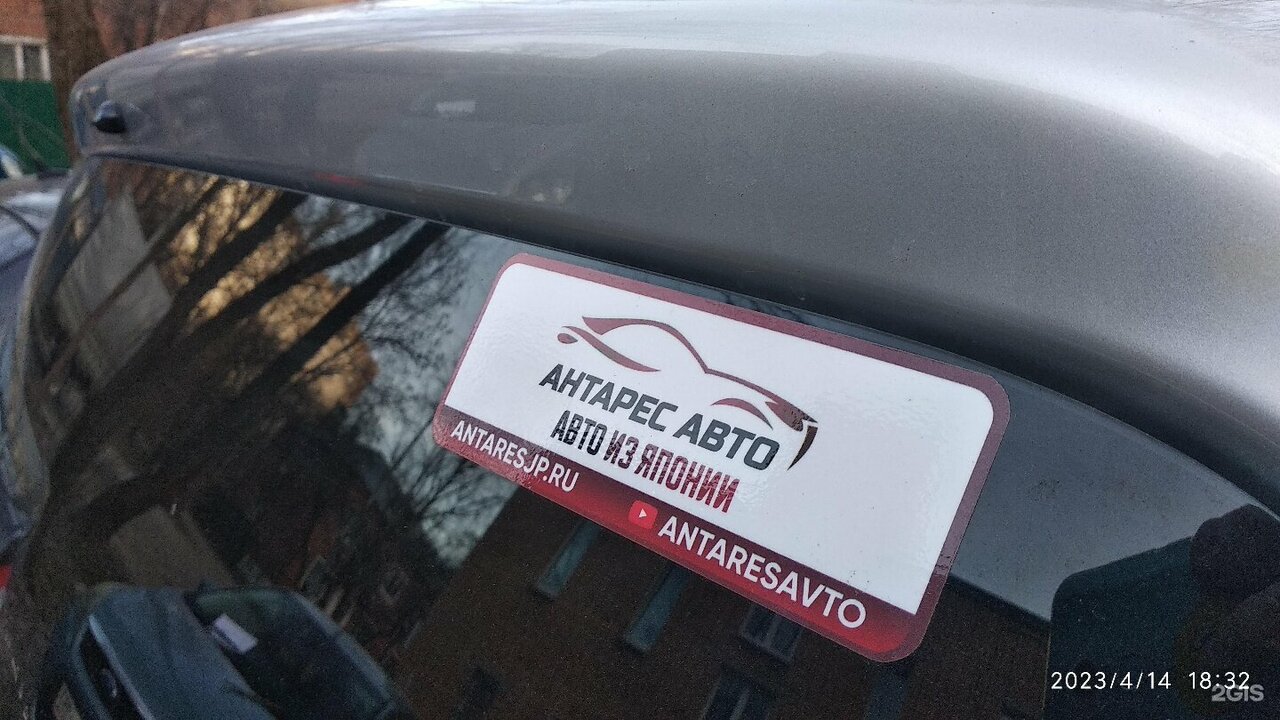 АНТАРЕС АВТО
АВТО ИЗ ЯПОНИИ
ANTARESJP.RU
ANTARESAVTO
2023/4/14 18:32
2GIS